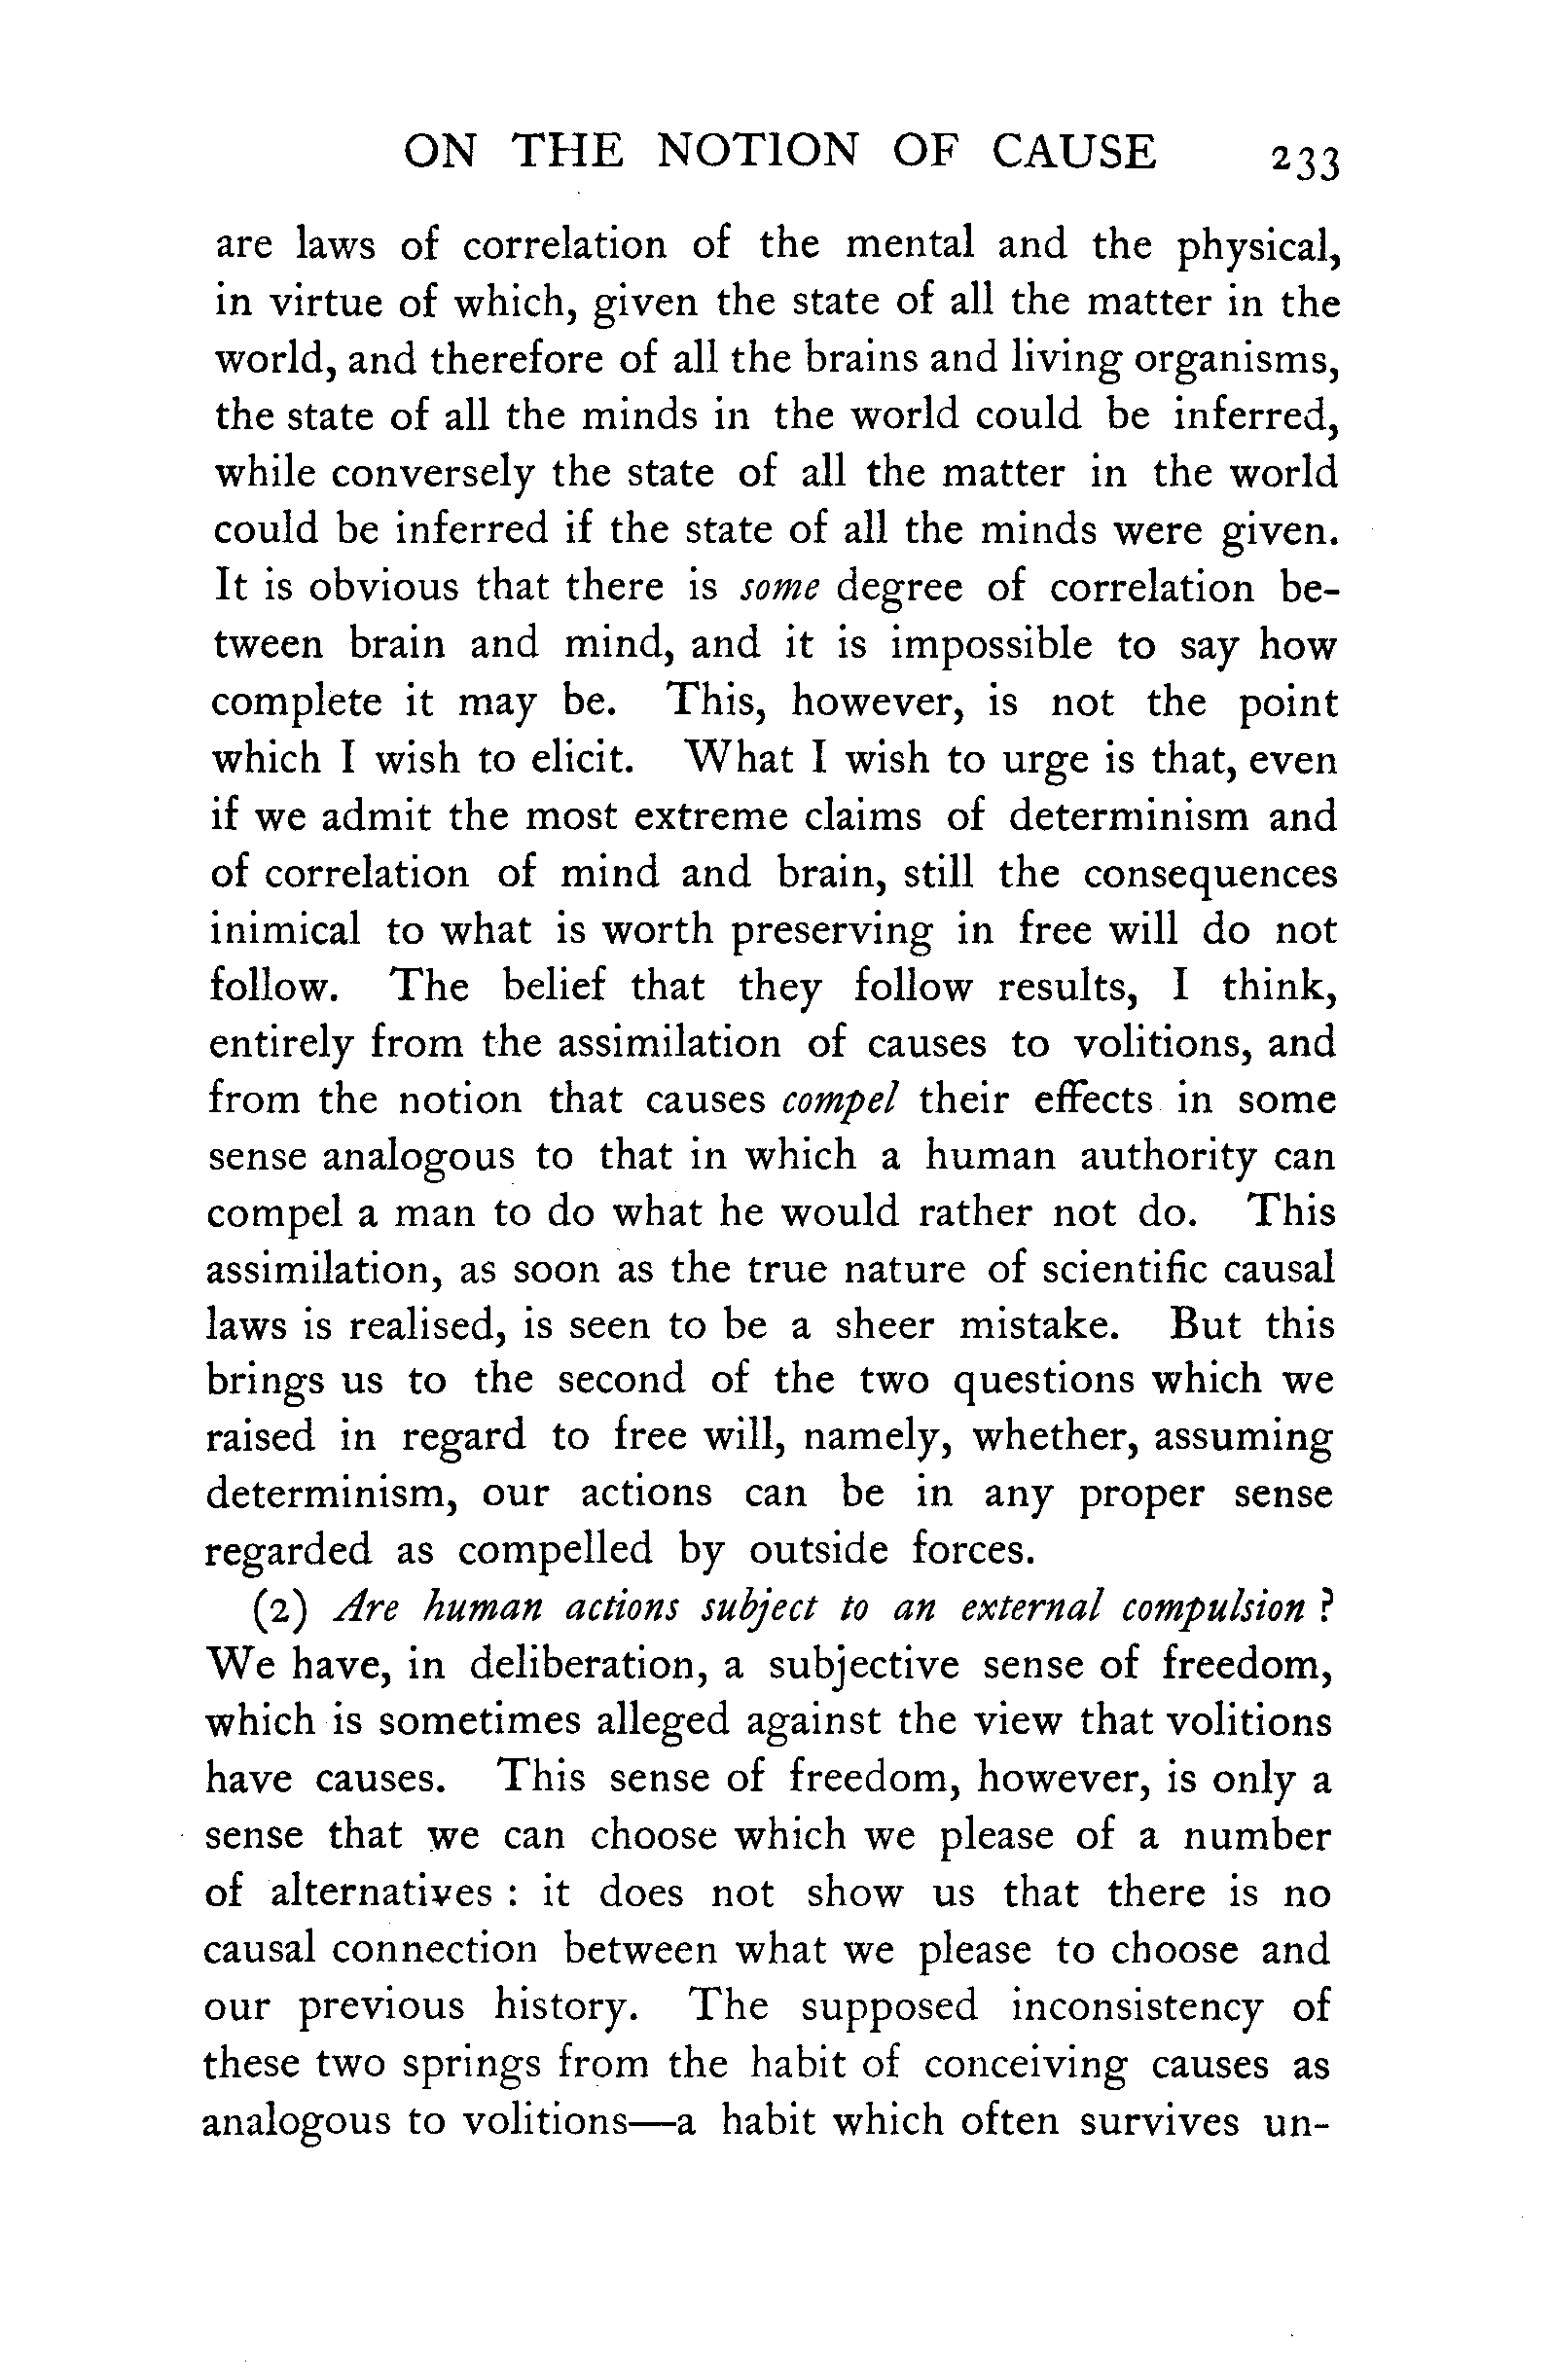 ON THE NOTION OF CAUSE 233
are laws of correlation of the mental and the physical,
in virtue of which, given the state of all the matter in the
world, and therefore of all the brains and living organisms,
the state of all the minds in the world could be inferred,
while conversely the state of all the matter in the world
could be inferred if the state of all the minds were given.
It is obvious that there is some degree of correlation be-
tween brain and mind, and it is impossible to say how
complete it may be. This, however, is not the point
which I wish to elicit. What I wish to urge is that, even
if we admit the most extreme claims of determinism and
of correlation of mind and brain, still the consequences
inimical to what is worth preserving in free will do not
follow. The belief that they follow results, I think,
entirely from the assimilation of causes to volitions, and
from the notion that causes compel their effects in some
sense analogous to that in which a human authority can
compel a man to do what he would rather not do. This
assimilation, as soon as the true nature of scientific causal
laws is realised, is seen to be a sheer mistake. But this
brings us to the second of the two questions which we
raised in regard to free will, namely, whether, assuming
determinism, our actions can be in any proper sense
regarded as compelled by outside forces.
(2) Are human actions subject to an external compulsion ?
We have, in deliberation, a subjective sense of freedom,
which is sometimes alleged against the view that volitions
have causes. This sense of freedom, however, is only a
sense that we can choose which we please of a number
of alternatives : it does not show us that there is no
causal connection between what we please to choose and
our previous history. The supposed inconsistency of
these two springs from the habit of conceiving causes as
analogous to volitions—a habit which often survives un-